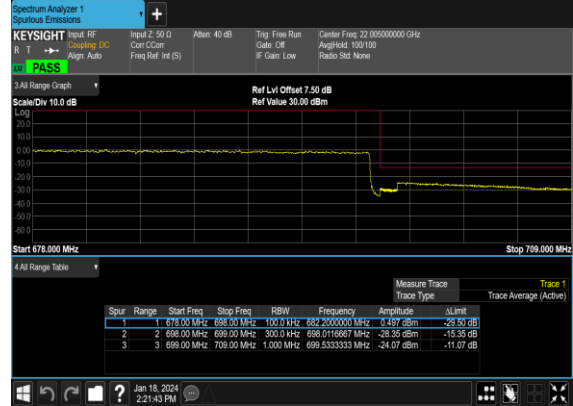 Spectrum Analyzer 1
Spurious Emissions
KEYSIGHT Input: RF Input Z: 50 Ω Atten: 40 dB Trig: Free Run Center Freq: 22.005000000 GHz
R T Coupling: DC Corr CCorr Gate: Off Avg|Hold: 100/100
Align: Auto Freq Ref: Int (S) IF Gain: Low Radio Std: None
PASS
3 All Range Graph
Ref Lvl Offset 7.50 dB
Scale/Div 10.0 dB Ref Value 30.00 dBm
Log
20.0
10.0
0.00
-10.0
-20.0
-30.0
-40.0
-50.0
-60.0
Start 678.000 MHz Stop 709.000 MHz
4 All Range Table
Measure Trace Trace 1
Trace Type Trace Average (Active)
Spur Range Start Freq Stop Freq RBW Frequency Amplitude ΔLimit
1 1 678.00 MHz 698.00 MHz 100.0 kHz 682.2000000 MHz 0.497 dBm -29.50 dB
2 2 698.00 MHz 699.00 MHz 300.0 kHz 698.0116667 MHz -28.35 dBm -15.35 dB
3 3 699.00 MHz 709.00 MHz 1.000 MHz 699.5333333 MHz -24.07 dBm -11.07 dB
? Jan 18, 2024
2:21:43 PM